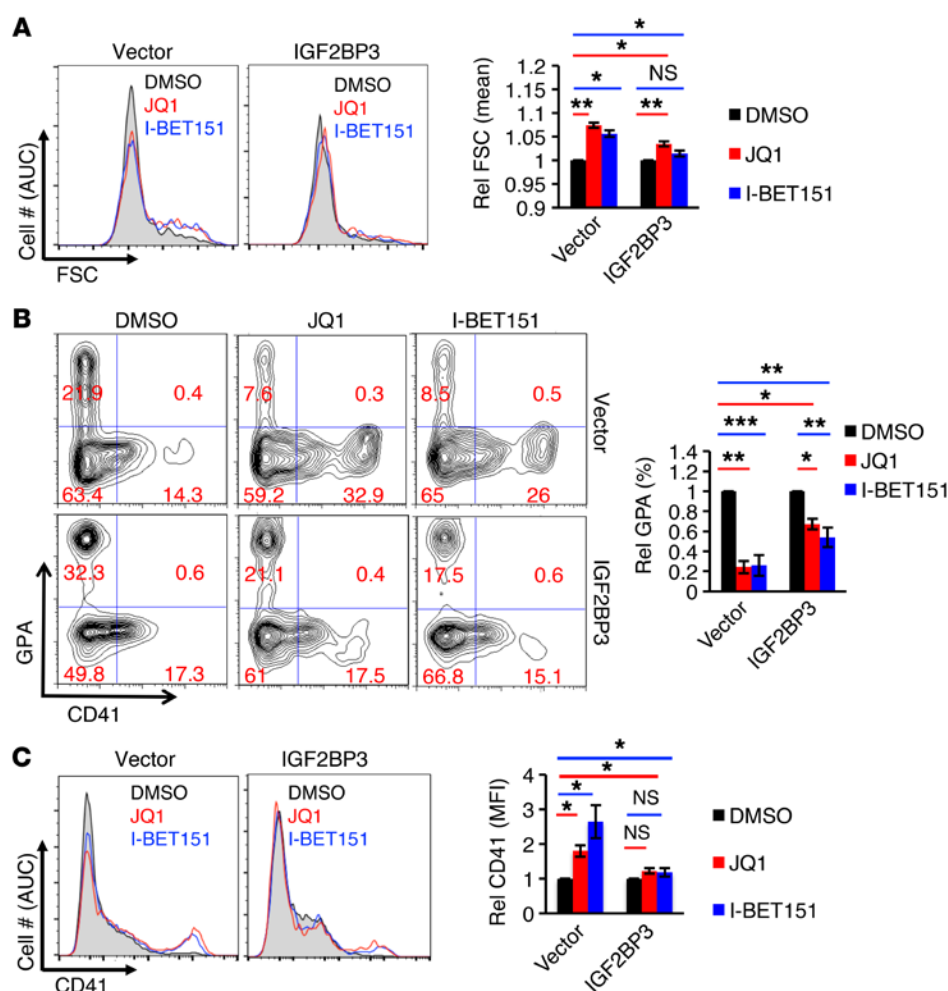 A
Vector
IGF2BP3
DMSO
JQ1
I-BET151
DMSO
JQ1
I-BET151
Cell # (AUC)
FSC
*
*
*
NS
**
**
Rel FSC (mean)
1.2
1.15
1.1
1.05
1
0.95
0.9
Vector
IGF2BP3
DMSO
JQ1
I-BET151
B
DMSO
JQ1
I-BET151
21.9
0.4
7.6
0.3
8.5
0.5
63.4
14.3
59.2
32.9
65
26
Vector
32.3
0.6
21.1
0.4
17.5
0.6
49.8
17.3
61
17.5
66.8
15.1
IGF2BP3
GPA
CD41
**
*
***
**
**
*
DMSO
JQ1
I-BET151
Rel GPA (%)
1.4
1.2
1
0.8
0.6
0.4
0.2
0
Vector
IGF2BP3
C
Vector
IGF2BP3
DMSO
JQ1
I-BET151
DMSO
JQ1
I-BET151
Cell # (AUC)
CD41
*
*
*
NS
*
NS
Rel CD41 (MFI)
4
3
2
1
0
Vector
IGF2BP3
DMSO
JQ1
I-BET151